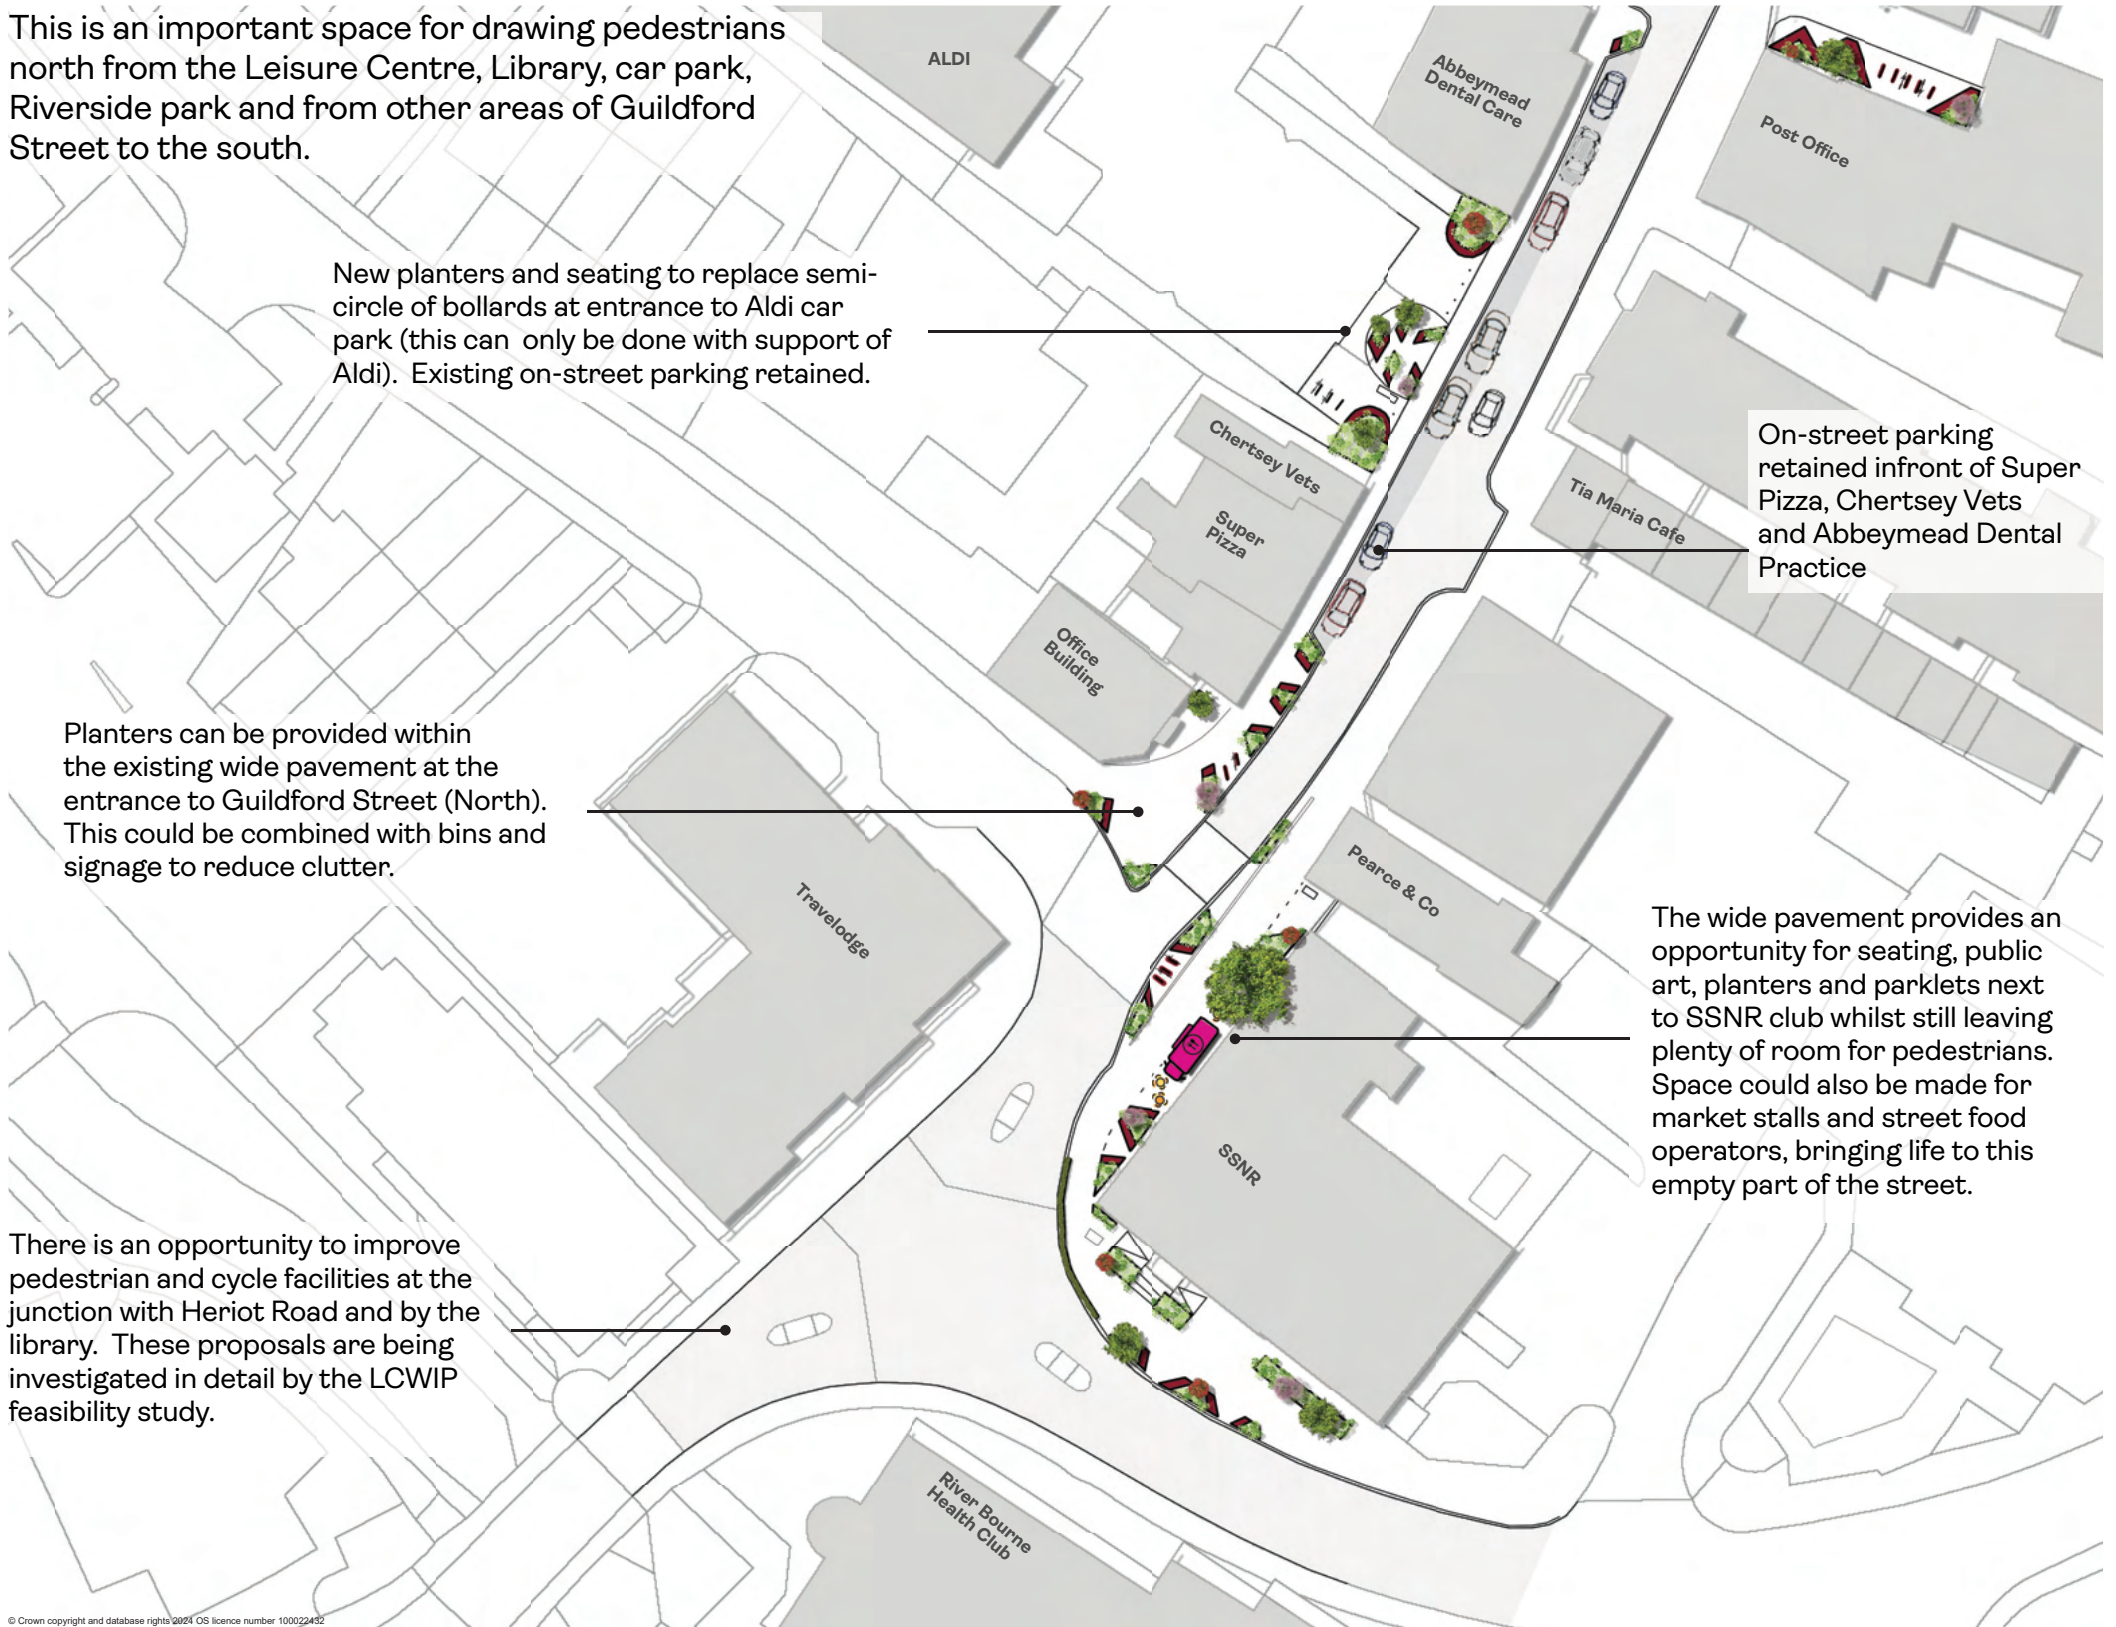 This is an important space for drawing pedestrians
north from the Leisure Centre, Library, car park,
Riverside park and from other areas of Guildford
Street to the south.
ALDI
Abbeymead
Dental Care
Post Office
New planters and seating to replace semi-
circle of bollards at entrance to Aldi car
park (this can  only be done with support of
Aldi).  Existing on-street parking retained.
Chertsey Vets
Super
Pizza
Tia Maria Cafe
On-street parking
retained infront of Super
Pizza, Chertsey Vets
and Abbeymead Dental
Practice
Office
Building
Planters can be provided within
the existing wide pavement at the
entrance to Guildford Street (North).
This could be combined with bins and
signage to reduce clutter.
Travelodge
Pearce & Co
The wide pavement provides an
opportunity for seating, public
art, planters and parklets next
to SSNR club whilst still leaving
plenty of room for pedestrians.
Space could also be made for
market stalls and street food
operators, bringing life to this
empty part of the street.
SSNR
There is an opportunity to improve
pedestrian and cycle facilities at the
junction with Heriot Road and by the
library.  These proposals are being
investigated in detail by the LCWIP
feasibility study.
River Bourne
Health Club
© Crown copyright and database rights 2024 OS licence number 100022432